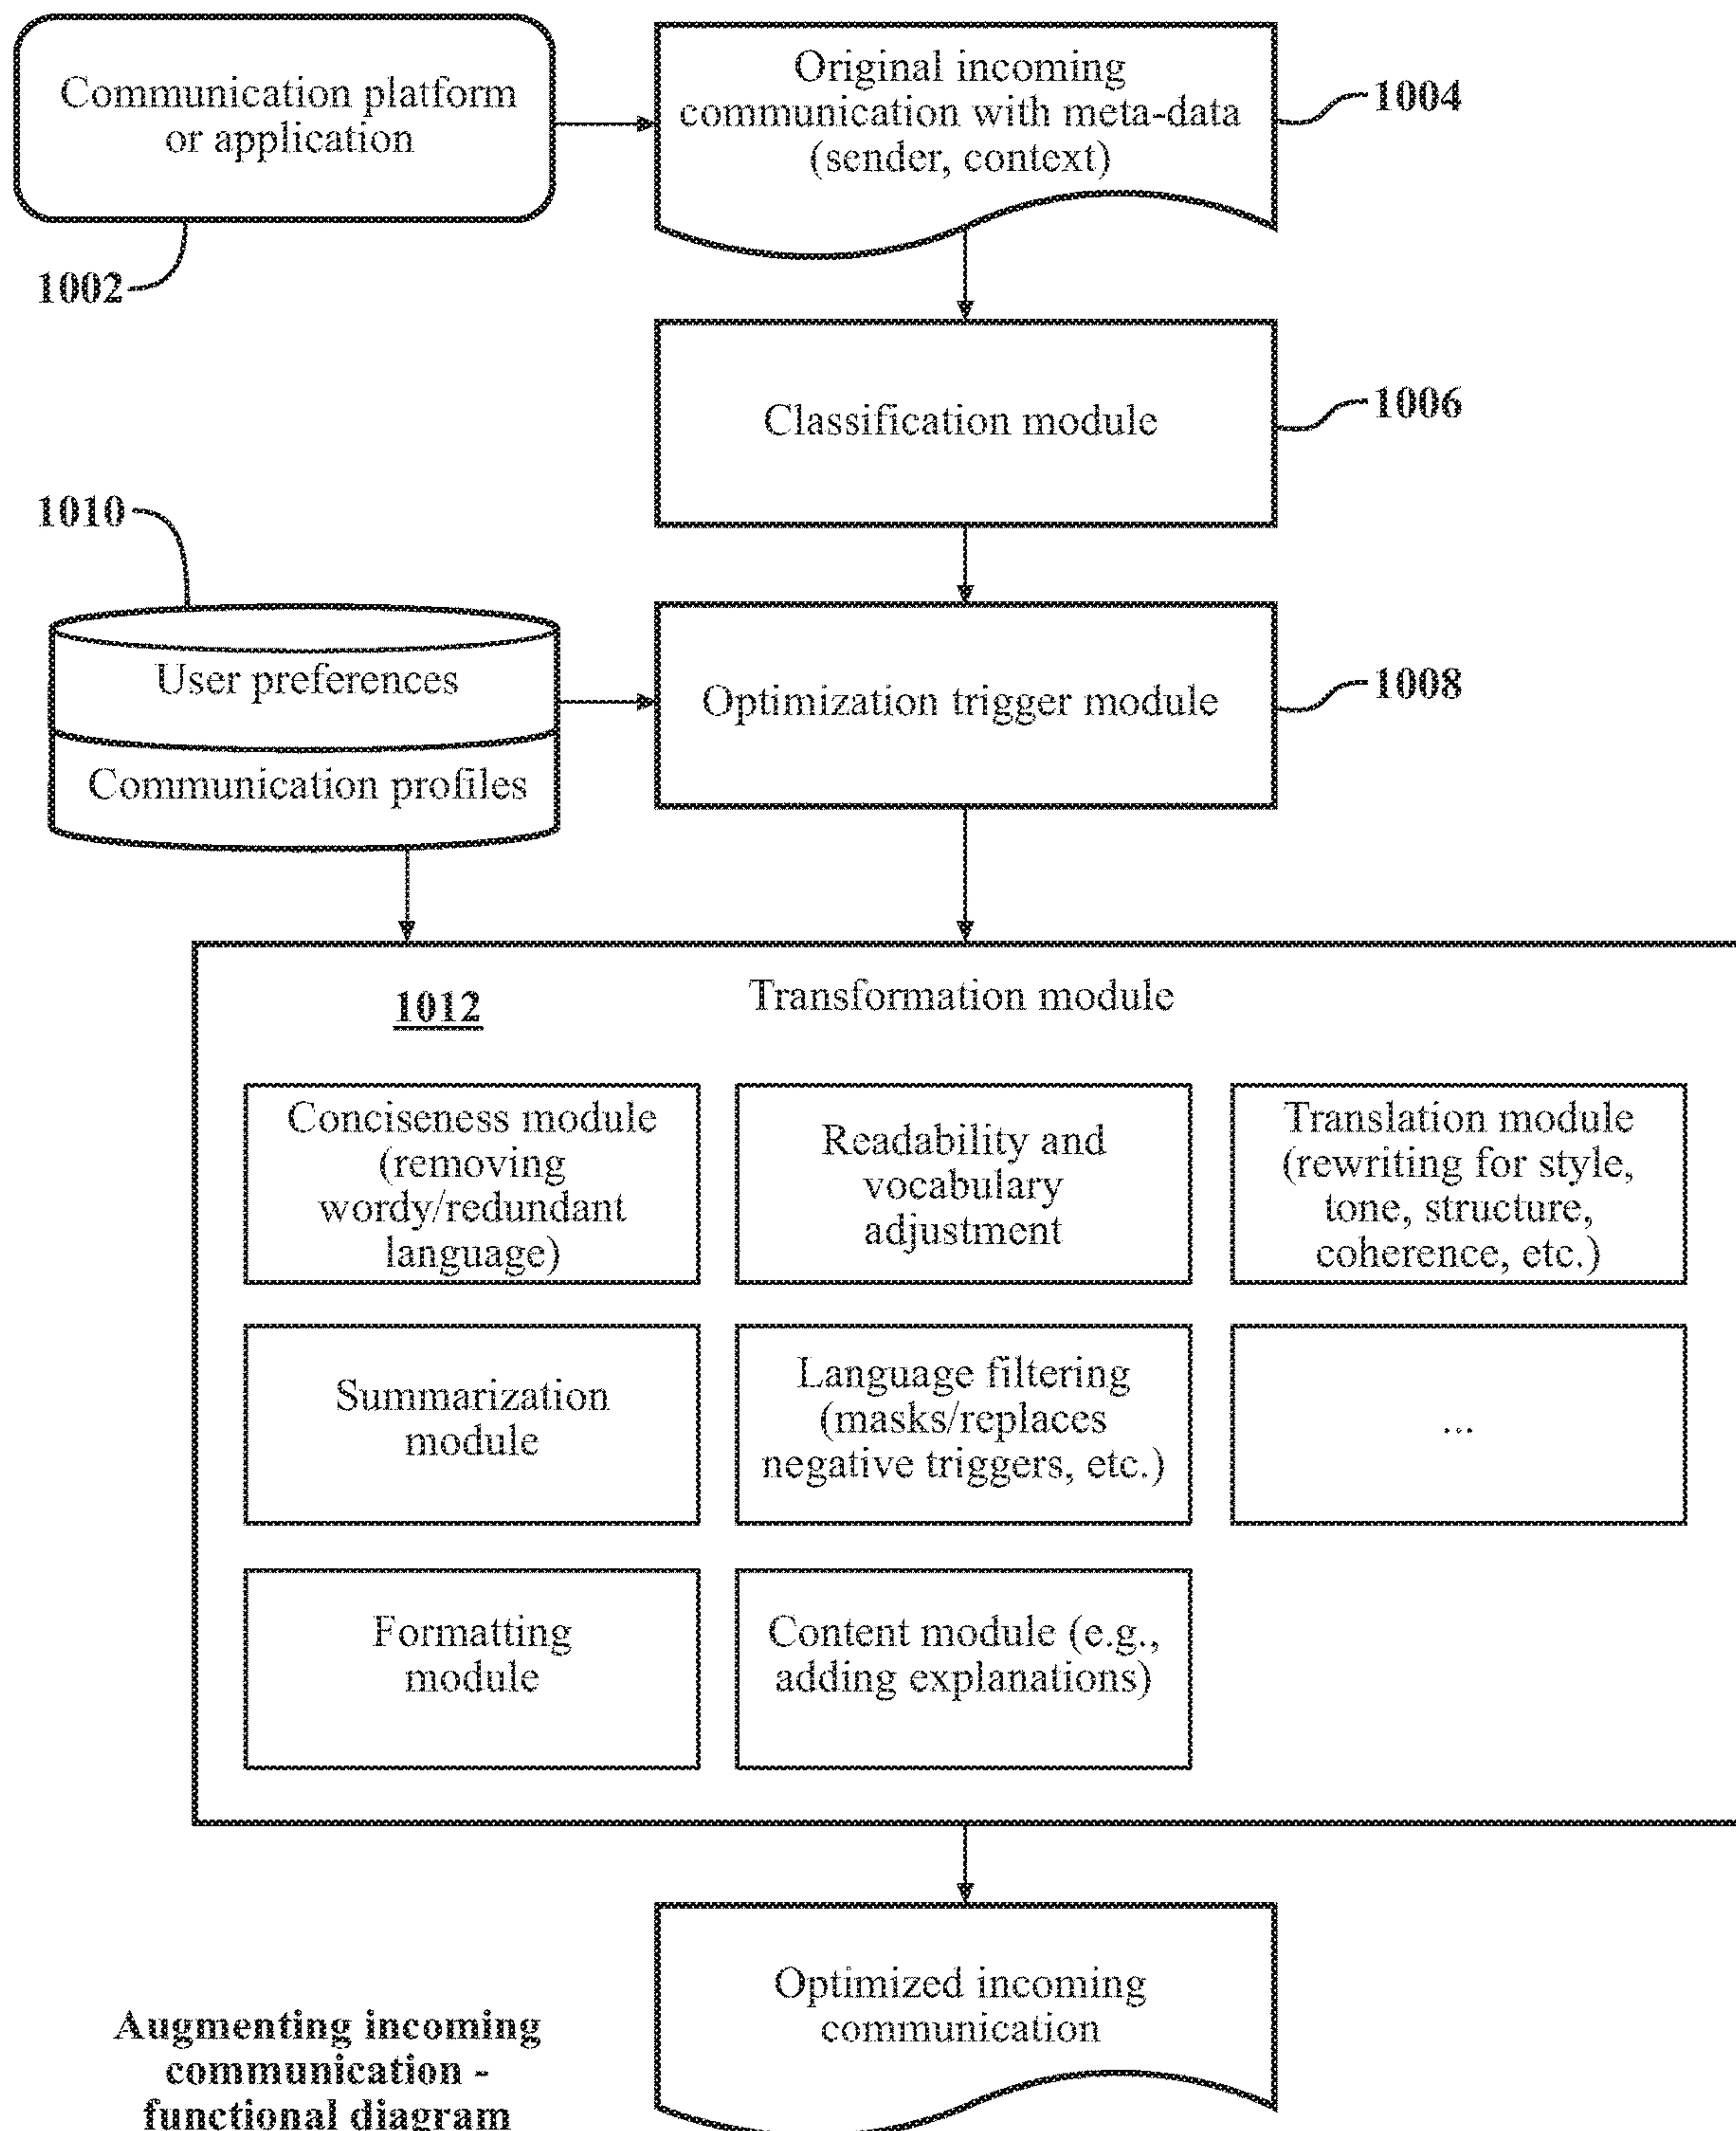 Communication platform
or application
1002
Original incoming
communication with meta-data
(sender, context)
1004
Classification module
1006
1010
User preferences
Communication profiles
Optimization trigger module
1008
1012
Transformation module
Conciseness module
(removing
wordy/redundant
language)
Readability and
vocabulary
adjustment
Translation module
(rewriting for style,
tone, structure,
coherence, etc.)
Summarization
module
Language filtering
(masks/replaces
negative triggers, etc.)
...
Formatting
module
Content module (e.g.,
adding explanations)
Optimized incoming
communication
Augmenting incoming
communication -
functional diagram